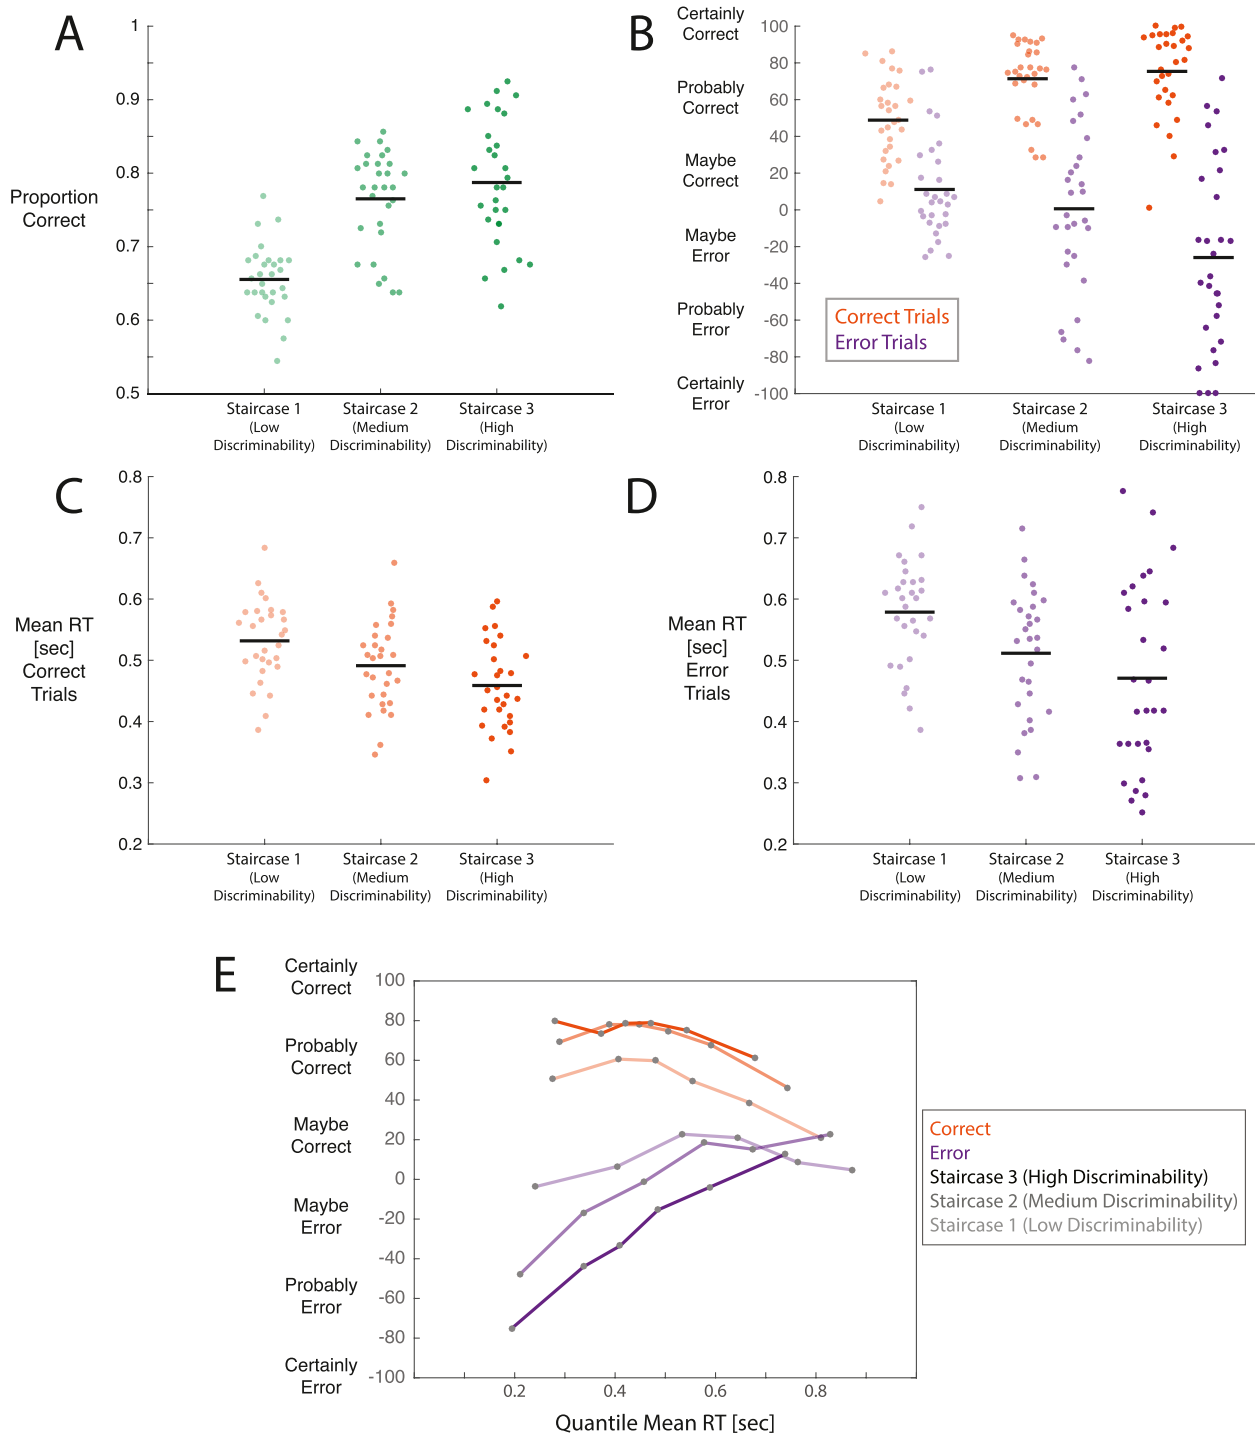 A
Proportion
Correct
1
0.9
0.8
0.7
0.6
0.5
Staircase 1
(Low
Discriminability)
Staircase 2
(Medium
Discriminability)
Staircase 3
(High
Discriminability)
B
Certainly
Correct
Probably
Correct
Maybe
Correct
Maybe
Error
Probably
Error
Certainly
Error
100
80
60
40
20
0
-20
-40
-60
-80
-100
Correct Trials
Error Trials
Staircase 1
(Low
Discriminability)
Staircase 2
(Medium
Discriminability)
Staircase 3
(High
Discriminability)
C
Mean RT
[sec]
Correct
Trials
0.8
0.7
0.6
0.5
0.4
0.3
0.2
Staircase 1
(Low
Discriminability)
Staircase 2
(Medium
Discriminability)
Staircase 3
(High
Discriminability)
D
Mean RT
[sec]
Error
Trials
0.8
0.7
0.6
0.5
0.4
0.3
0.2
Staircase 1
(Low
Discriminability)
Staircase 2
(Medium
Discriminability)
Staircase 3
(High
Discriminability)
E
Certainly
Correct
Probably
Correct
Maybe
Correct
Maybe
Error
Probably
Error
Certainly
Error
100
80
60
40
20
0
-20
-40
-60
-80
-100
0.2
0.4
0.6
0.8
Quantile Mean RT [sec]
Correct
Error
Staircase 3 (High Discriminability)
Staircase 2 (Medium Discriminability)
Staircase 1 (Low Discriminability)